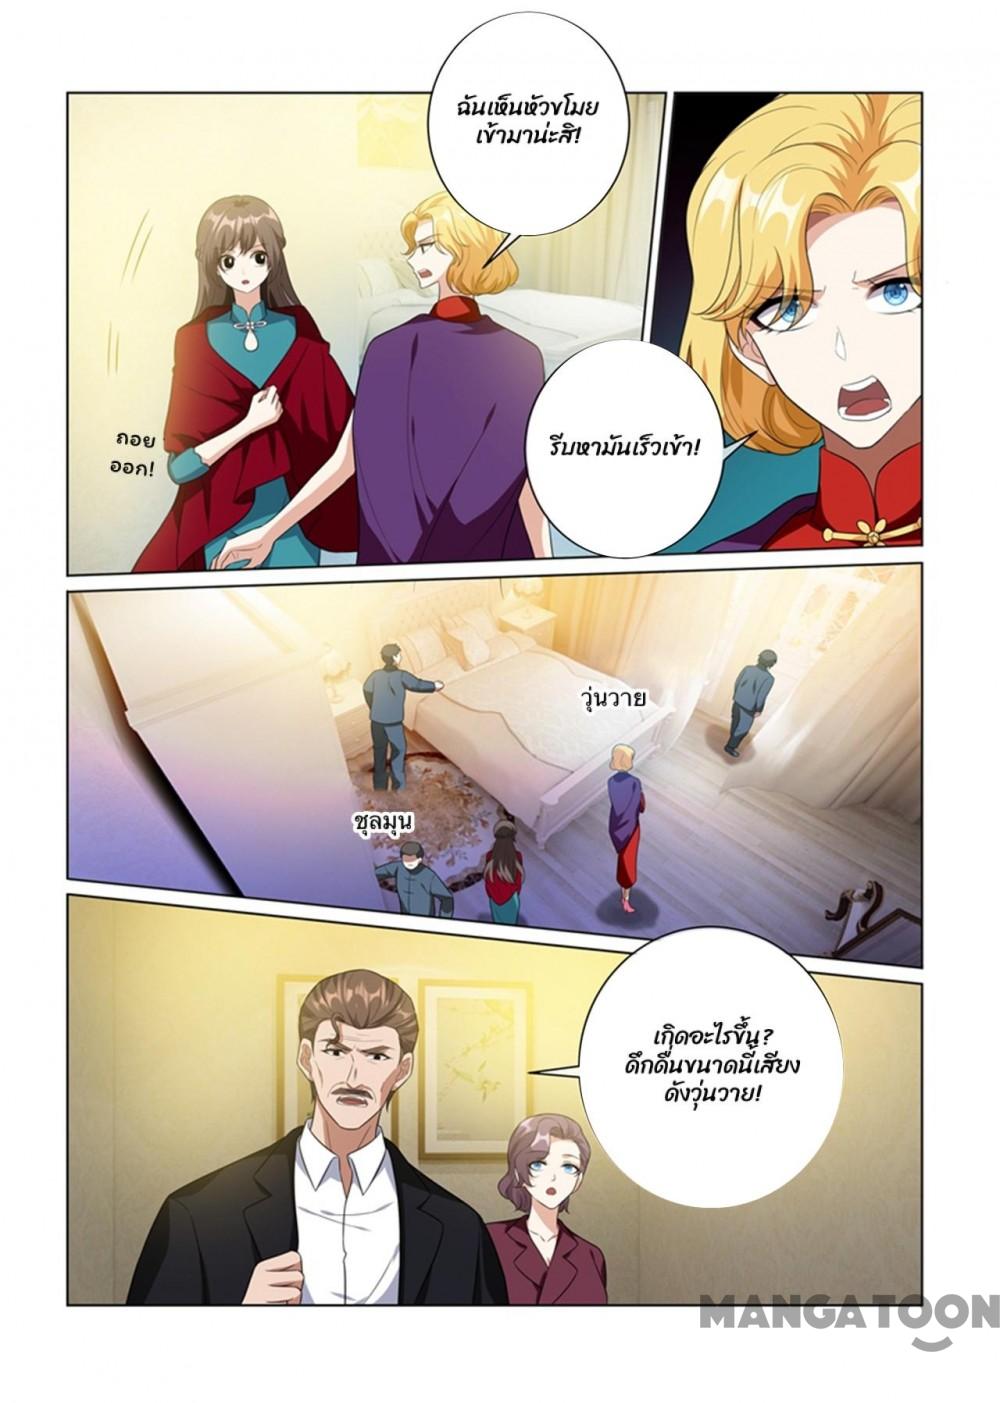 ฉันเห็นหัวขโมย
เข้ามาน่ะสิ!
รีบหามันเร็วเข้า!
ถอย
ออก!
วุ่นวาย
ชุลมุน
เกิดอะไรขึ้น?
ดึกดื่นขนาดนี้เสียง
ดังวุ่นวาย!
MANGATOON